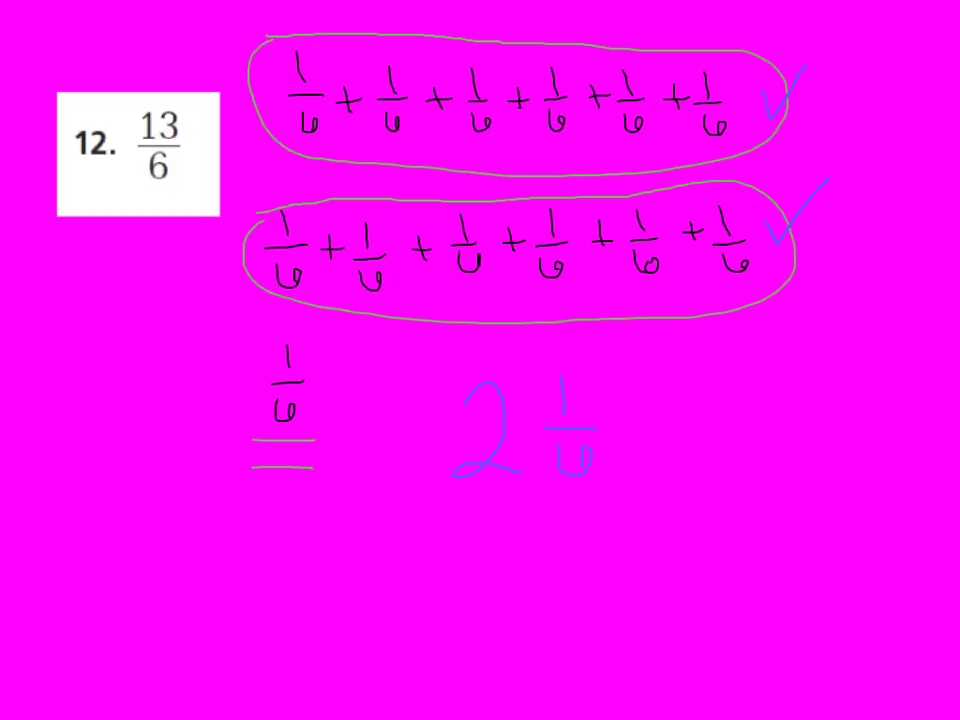 12. 13/6
1/6 + 1/6 + 1/6 + 1/6 + 1/6 + 1/6
1/6 + 1/6 + 1/6 + 1/6 + 1/6 + 1/6
1/6
2 1/6